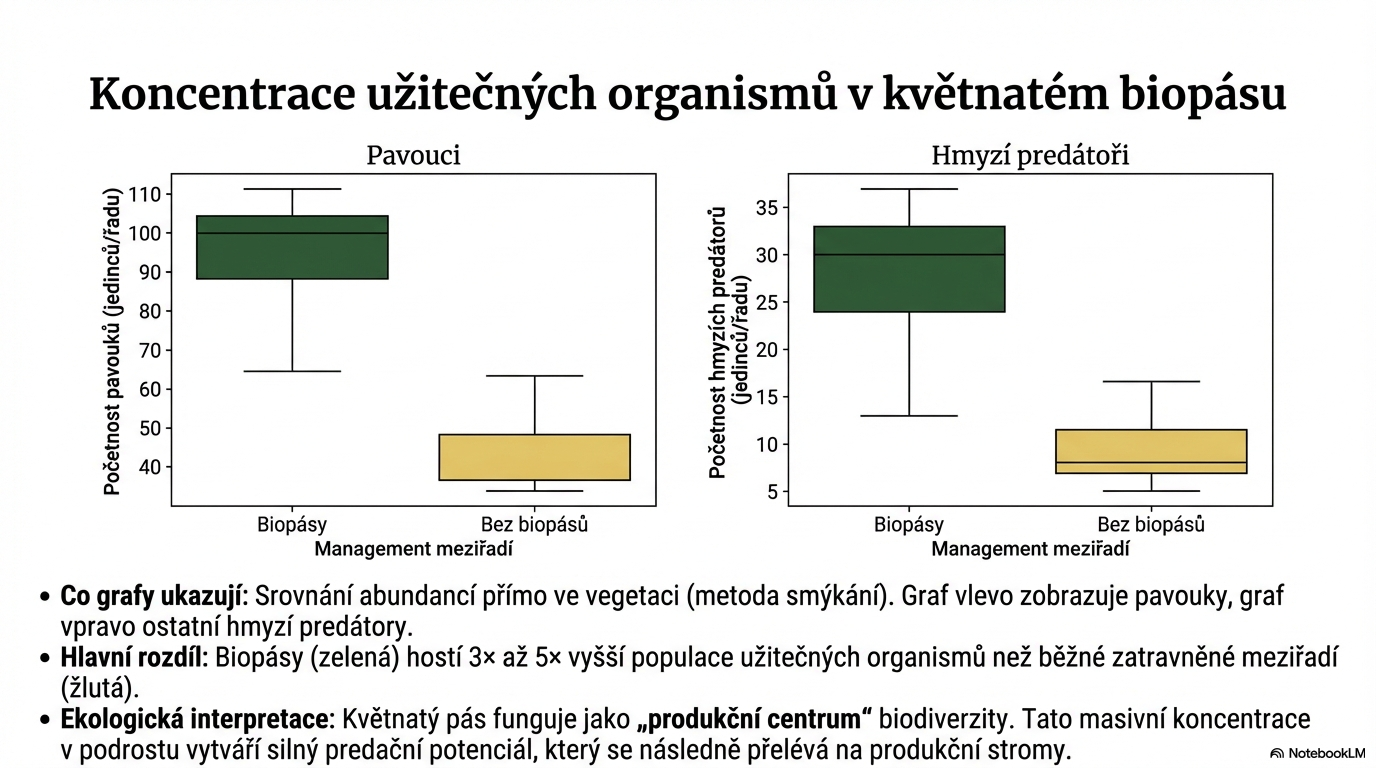 Koncentrace užitečných organismů v květnatém biopásu
Pavouci
Početnost pavouků (jedinců/řadu)
110
100
90
80
70
60
50
40
Biopásy
Bez biopásů
Management meziřadí
Hmyzí predátoři
Početnost hmyzích predátorů
(jedinců/řadu)
35
30
25
20
15
10
5
Biopásy
Bez biopásů
Management meziřadí
• Co grafy ukazují: Srovnání abundancí přímo ve vegetaci (metoda smýkání). Graf vlevo zobrazuje pavouky, graf
vpravo ostatní hmyzí predátory.
• Hlavní rozdíl: Biopásy (zelená) hostí 3× až 5× vyšší populace užitečných organismů než běžné zatravněné meziřadí
(žlutá).
• Ekologická interpretace: Květnatý pás funguje jako „produkční centrum“ biodiverzity. Tato masivní koncentrace
v podrostu vytváří silný predační potenciál, který se následně přelévá na produkční stromy.
NotebookLM